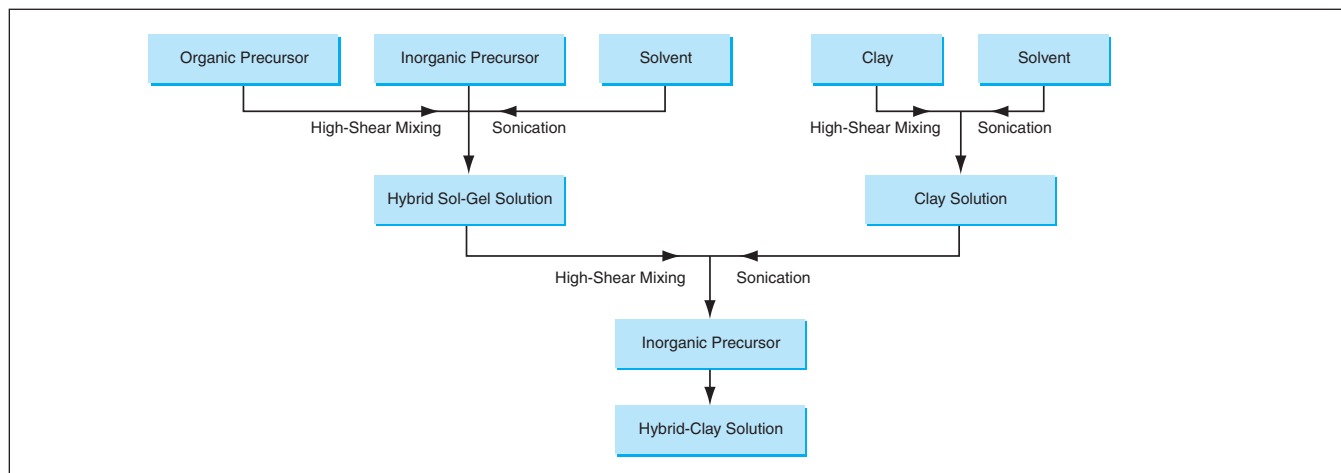 Organic Precursor
Inorganic Precursor
Solvent
Clay
Solvent
High-Shear Mixing
Sonication
High-Shear Mixing
Sonication
Hybrid Sol-Gel Solution
Clay Solution
High-Shear Mixing
Sonication
Inorganic Precursor
Hybrid-Clay Solution